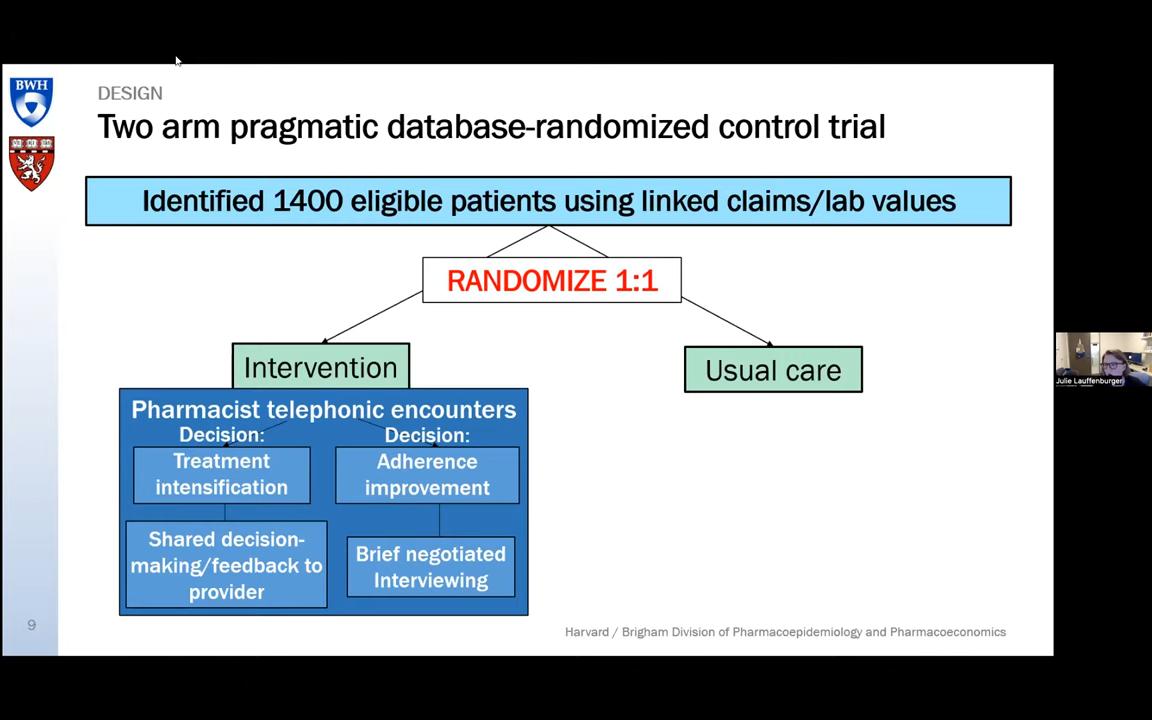 BWH
DESIGN
Two arm pragmatic database-randomized control trial
Identified 1400 eligible patients using linked claims/lab values
RANDOMIZE 1:1
Intervention
Usual care
Pharmacist telephonic encounters
Decision:
Treatment
intensification
Shared decision-
making/feedback to
provider
Decision:
Adherence
improvement
Brief negotiated
Interviewing
9
Harvard / Brigham Division of Pharmacoepidemiology and Pharmacoeconomics
Julie Lauffenburger